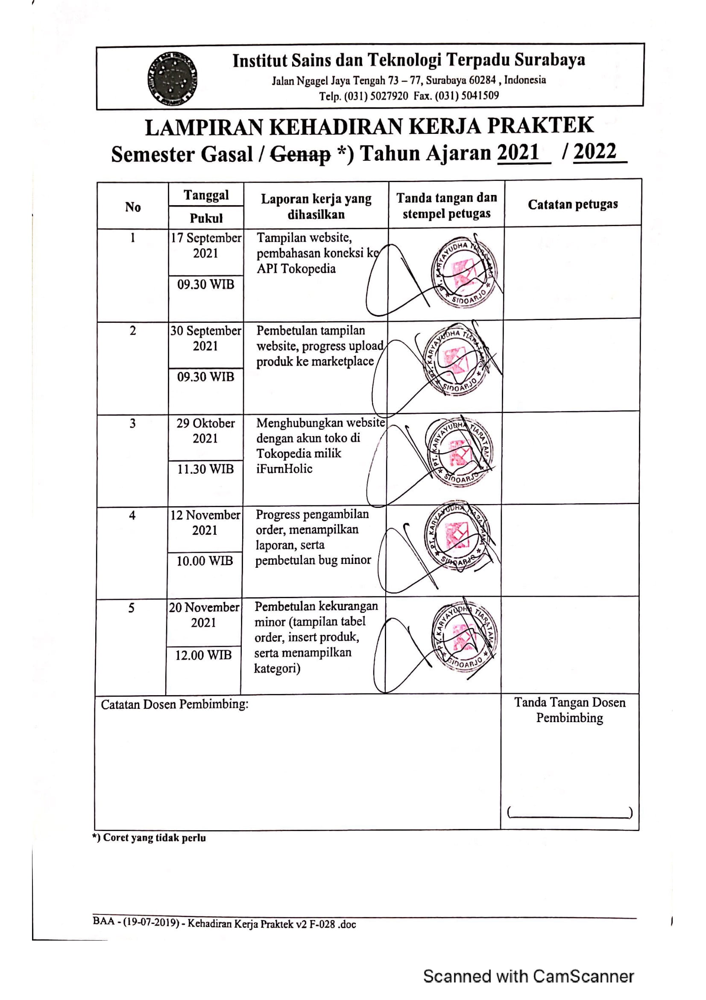 Institut Sains dan Teknologi Terpadu Surabaya
Jalan Ngagel Jaya Tengah 73 – 77, Surabaya 60284 , Indonesia
Telp. (031) 5027920 Fax. (031) 5041509
LAMPIRAN KEHADIRAN KERJA PRAKTEK
Semester Gasal / Genap *) Tahun Ajaran 2021 / 2022
No
Tanggal
Pukul
Laporan kerja yang
dihasilkan
Tanda tangan dan
stempel petugas
Catatan petugas
1
17 September
2021
09.30 WIB
Tampilan website,
pembahasan koneksi ke
API Tokopedia
PT. KARYAYUDHA TIARATAMA
SIDOARJO
2
30 September
2021
09.30 WIB
Pembetulan tampilan
website, progress upload
produk ke marketplace
PT. KARYAYUDHA TIARATAMA
SIDOARJO
3
29 Oktober
2021
11.30 WIB
Menghubungkan website
dengan akun toko di
Tokopedia milik
iFurnHolic
PT. KARYAYUDHA TIARATAMA
SIDOARJO
4
12 November
2021
10.00 WIB
Progress pengambilan
order, menampilkan
laporan, serta
pembetulan bug minor
PT. KARYAYUDHA TIARATAMA
SIDOARJO
5
20 November
2021
12.00 WIB
Pembetulan kekurangan
minor (tampilan tabel
order, insert produk,
serta menampilkan
kategori)
PT. KARYAYUDHA TIARATAMA
SIDOARJO
Catatan Dosen Pembimbing:
Tanda Tangan Dosen
Pembimbing
(____________________)
*) Coret yang tidak perlu
BAA - (19-07-2019) - Kehadiran Kerja Praktek v2 F-028 .doc
Scanned with CamScanner